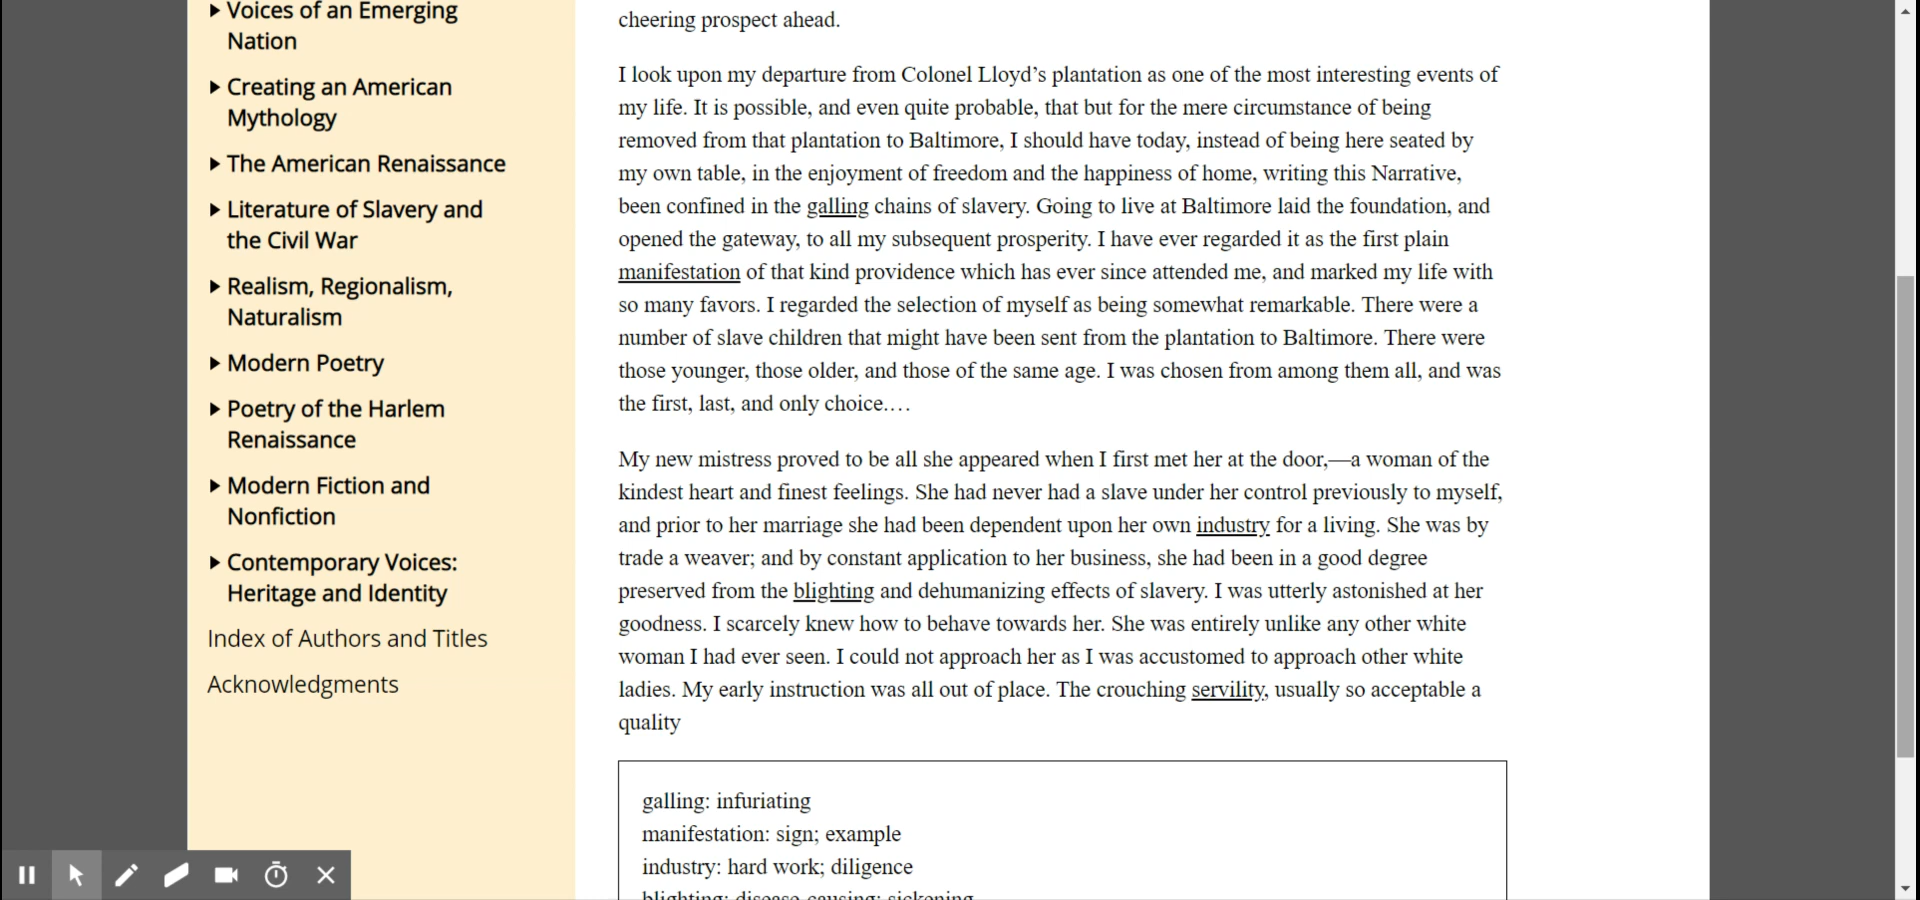 Voices of an Emerging
Nation
Creating an American
Mythology
The American Renaissance
Literature of Slavery and
the Civil War
Realism, Regionalism,
Naturalism
Modern Poetry
Poetry of the Harlem
Renaissance
Modern Fiction and
Nonfiction
Contemporary Voices:
Heritage and Identity
Index of Authors and Titles
Acknowledgments
cheering prospect ahead.
I look upon my departure from Colonel Lloyd’s plantation as one of the most interesting events of
my life. It is possible, and even quite probable, that but for the mere circumstance of being
removed from that plantation to Baltimore, I should have today, instead of being here seated by
my own table, in the enjoyment of freedom and the happiness of home, writing this Narrative,
been confined in the galling chains of slavery. Going to live at Baltimore laid the foundation, and
opened the gateway, to all my subsequent prosperity. I have ever regarded it as the first plain
manifestation of that kind providence which has ever since attended me, and marked my life with
so many favors. I regarded the selection of myself as being somewhat remarkable. There were a
number of slave children that might have been sent from the plantation to Baltimore. There were
those younger, those older, and those of the same age. I was chosen from among them all, and was
the first, last, and only choice.…
My new mistress proved to be all she appeared when I first met her at the door,—a woman of the
kindest heart and finest feelings. She had never had a slave under her control previously to myself,
and prior to her marriage she had been dependent upon her own industry for a living. She was by
trade a weaver; and by constant application to her business, she had been in a good degree
preserved from the blighting and dehumanizing effects of slavery. I was utterly astonished at her
goodness. I scarcely knew how to behave towards her. She was entirely unlike any other white
woman I had ever seen. I could not approach her as I was accustomed to approach other white
ladies. My early instruction was all out of place. The crouching servility, usually so acceptable a
quality
galling: infuriating
manifestation: sign; example
industry: hard work; diligence
blighting: disease-causing; sickening